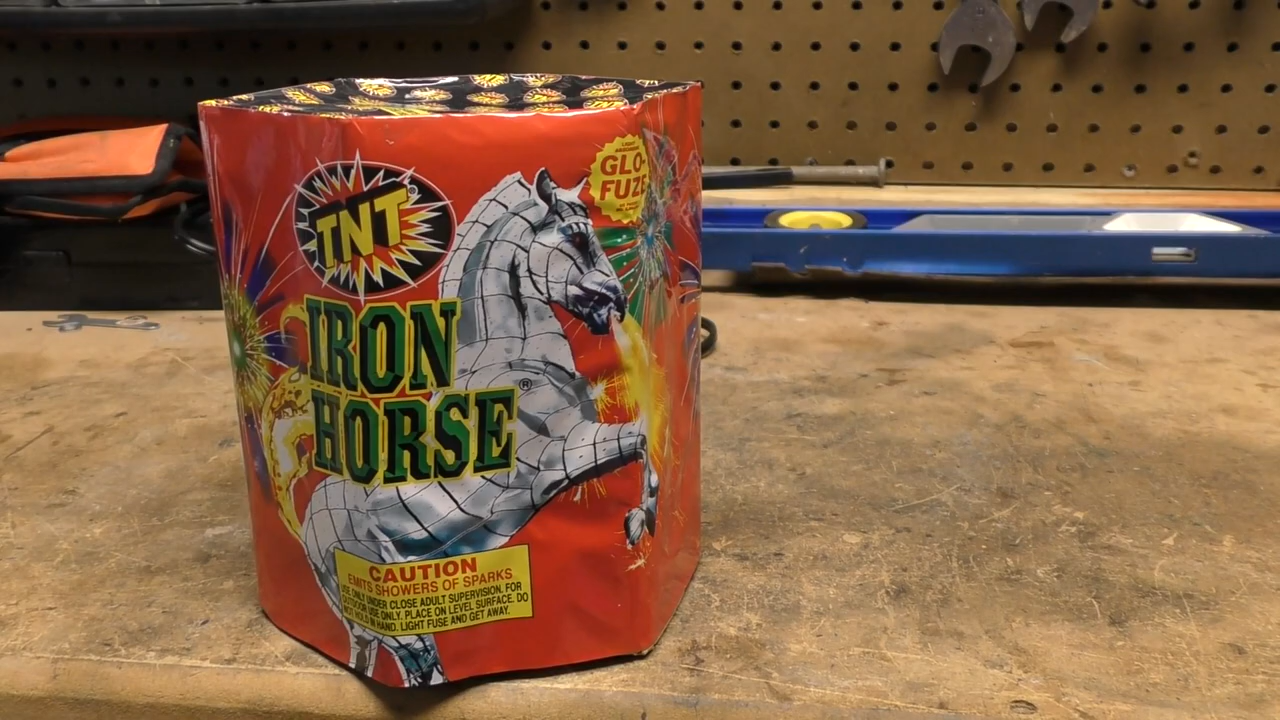 TNT
®
GLO-
FUZE
IRON
HORSE®
CAUTION
EMITS SHOWERS OF SPARKS
USE ONLY UNDER CLOSE ADULT SUPERVISION. FOR
OUTDOOR USE ONLY. PLACE ON LEVEL SURFACE. DO
NOT HOLD IN HAND. LIGHT FUSE AND GET AWAY.